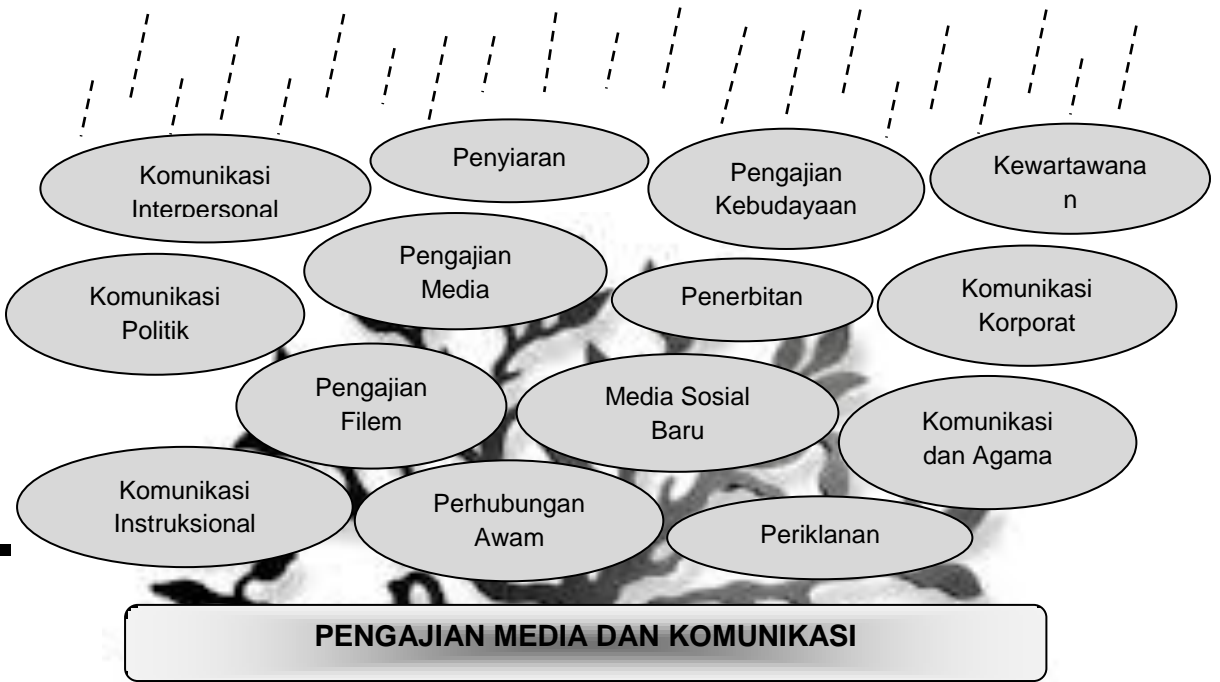 Komunikasi
Interpersonal
Penyiaran
Pengajian
Kebudayaan
Kewartawana
n
Komunikasi
Politik
Pengajian
Media
Penerbitan
Komunikasi
Korporat
Pengajian
Filem
Media Sosial
Baru
Komunikasi
dan Agama
Komunikasi
Instruksional
Perhubungan
Awam
Periklanan
PENGAJIAN MEDIA DAN KOMUNIKASI